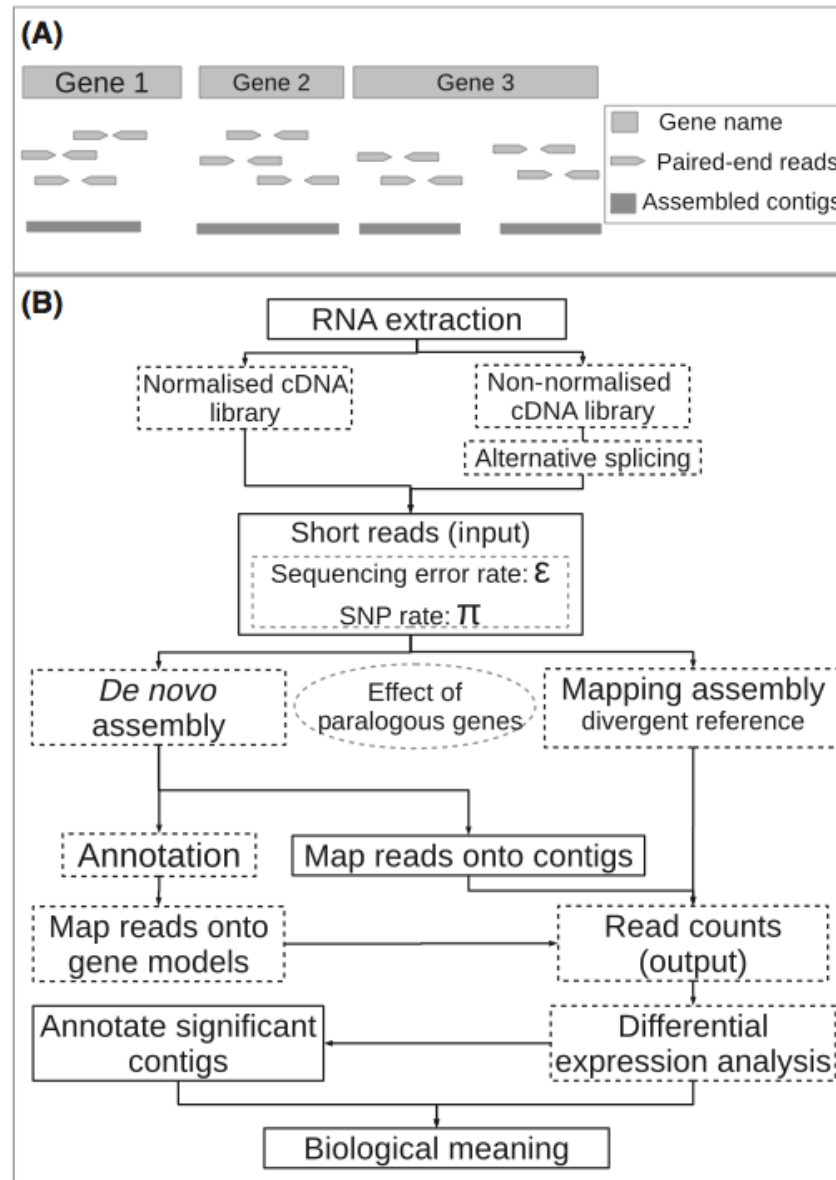 (A)
Gene 1
Gene 2
Gene 3
Gene name
Paired-end reads
Assembled contigs
(B)
RNA extraction
Normalised cDNA
library
Non-normalised
cDNA library
Alternative splicing
Short reads (input)
Sequencing error rate: ε
SNP rate: π
De novo
assembly
Effect of
paralogous genes
Mapping assembly
divergent reference
Annotation
Map reads onto contigs
Map reads onto
gene models
Read counts
(output)
Annotate significant
contigs
Differential
expression analysis
Biological meaning